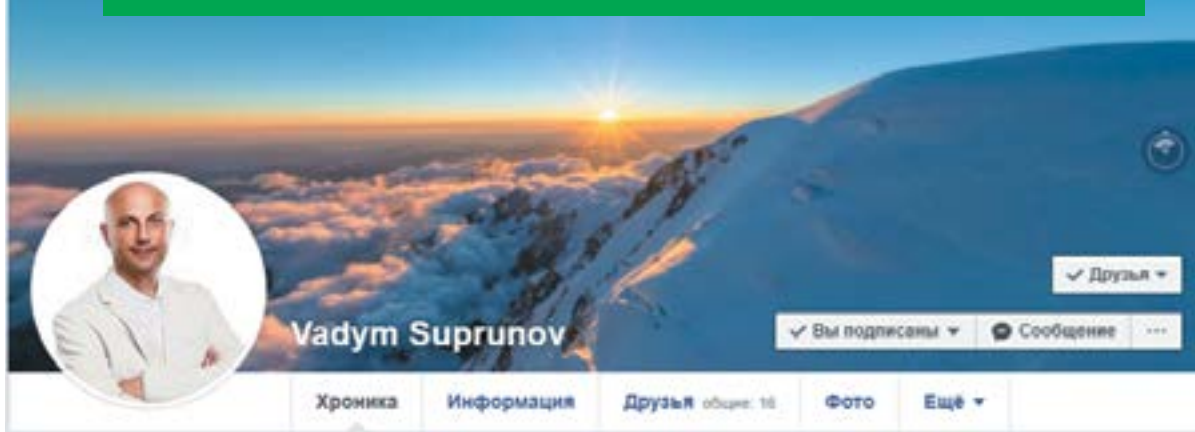 Друзья
Vadym Suprunov
Вы подписаны Сообщение ...
Хроника Информация Друзья общие: 16 Фото Ещё